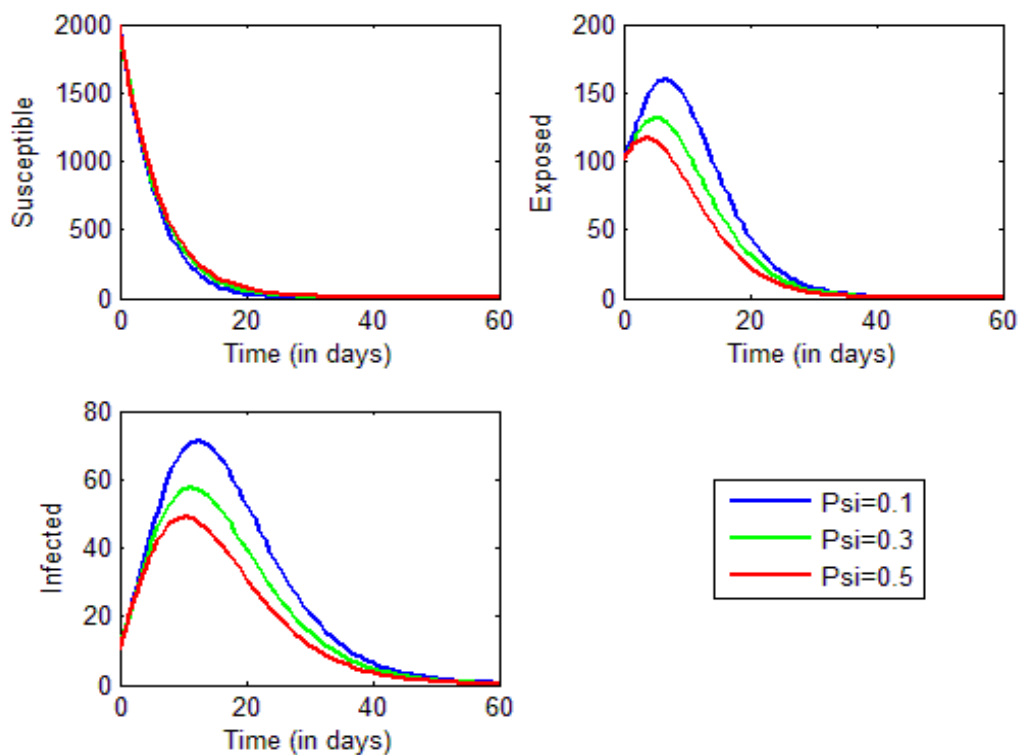 Susceptible
2000
1500
1000
500
0
0 20 40 60
Time (in days)
Exposed
200
150
100
50
0
0 20 40 60
Time (in days)
Infected
80
60
40
20
0
0 20 40 60
Time (in days)
Psi=0.1
Psi=0.3
Psi=0.5